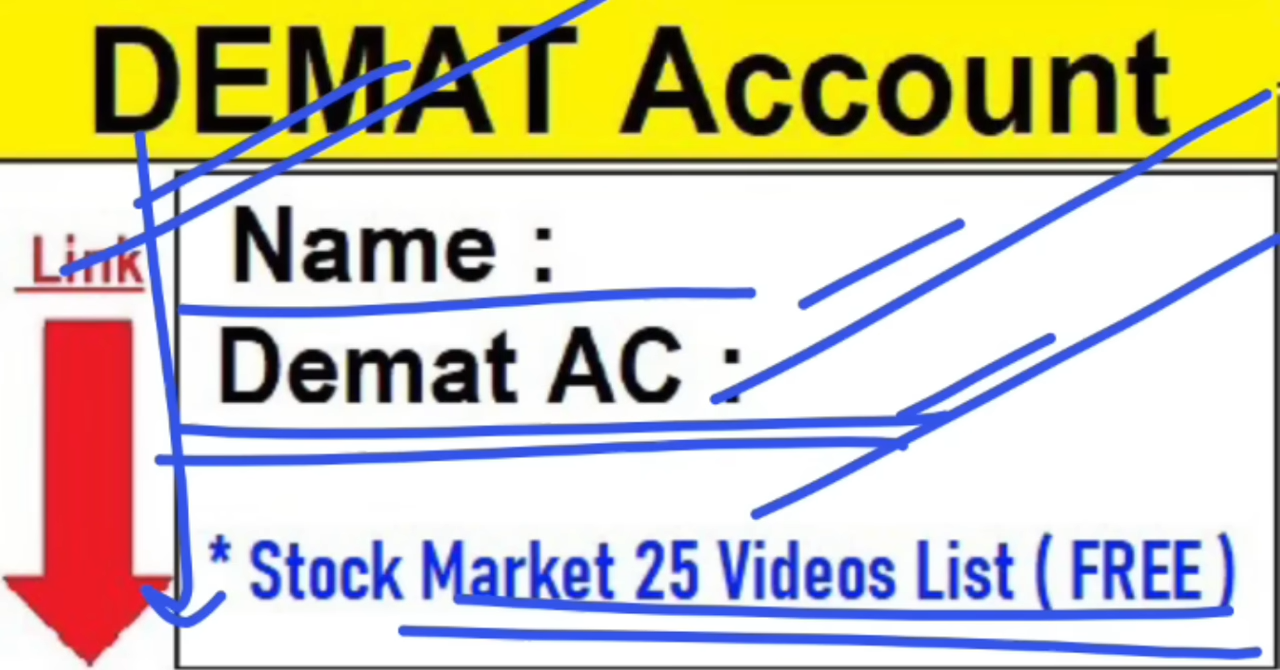 DEMAT Account
Link
Name :
Demat AC :
* Stock Market 25 Videos List ( FREE )